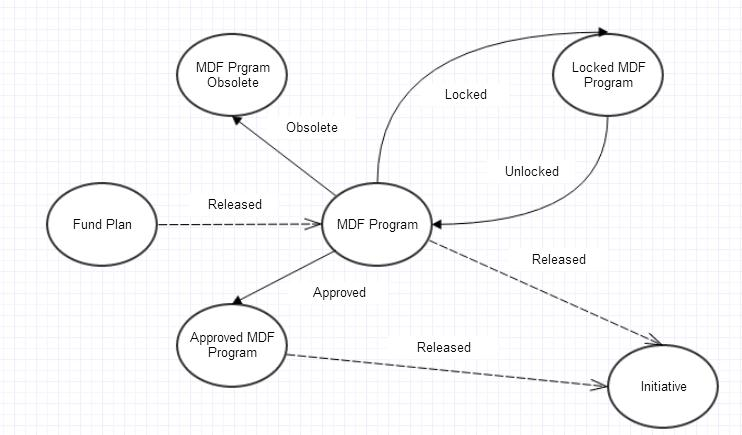 MDF Prgram
Obsolete
Locked MDF
Program
Locked
Obsolete
Unlocked
Released
Fund Plan
MDF Program
Released
Approved
Approved MDF
Program
Released
Initiative